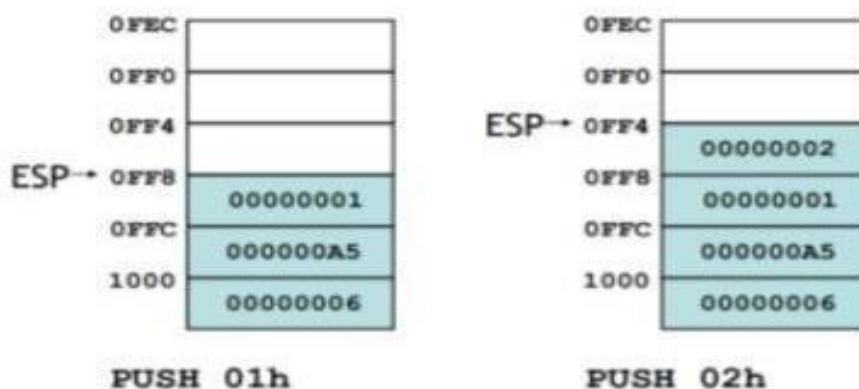 0FEC
0FF0
0FF4
ESP→ 0FF8
00000001
0FFC
000000A5
1000
00000006
PUSH 01h
0FEC
0FF0
ESP→ 0FF4
00000002
0FF8
00000001
0FFC
000000A5
1000
00000006
PUSH 02h